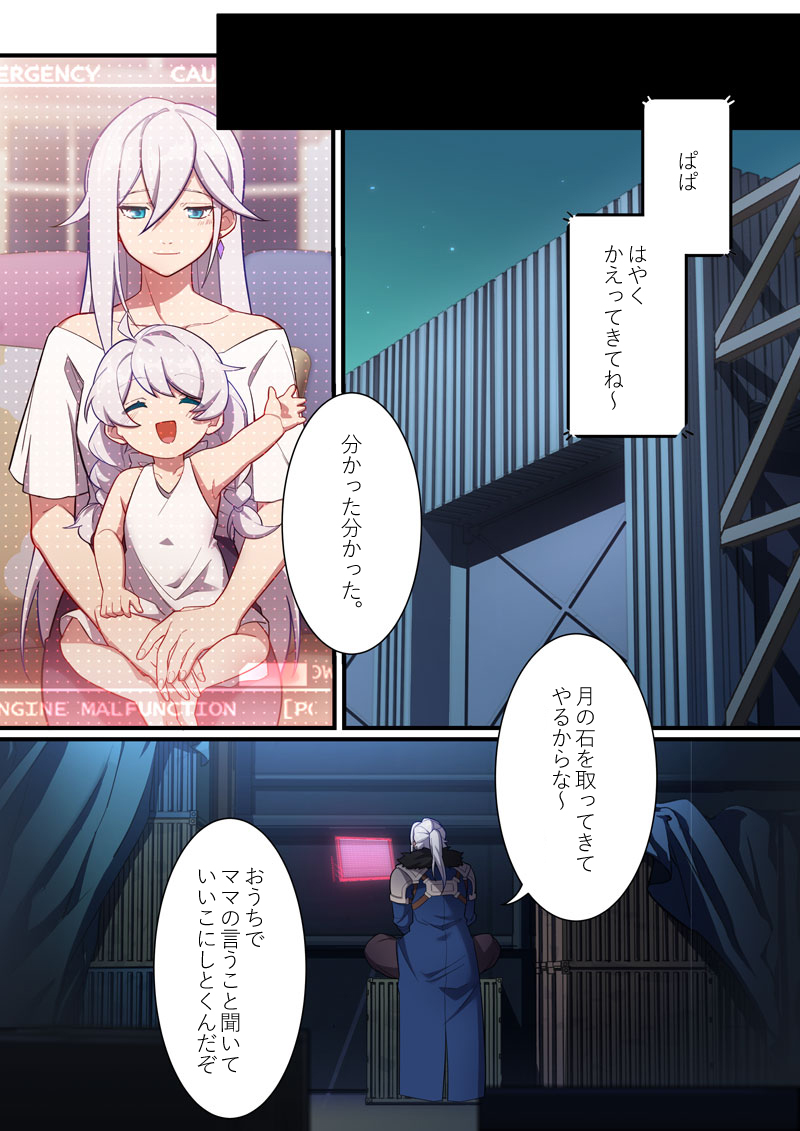 ぱぱ
はやく
かえってきてね～
ERGENCY
CAU
分かった分かった。
NGINE MALFUNCTION
[PO
月の石を取ってきて
やるからな～
おうちで
ママの言うこと聞いて
いいこにしとくんだぞ